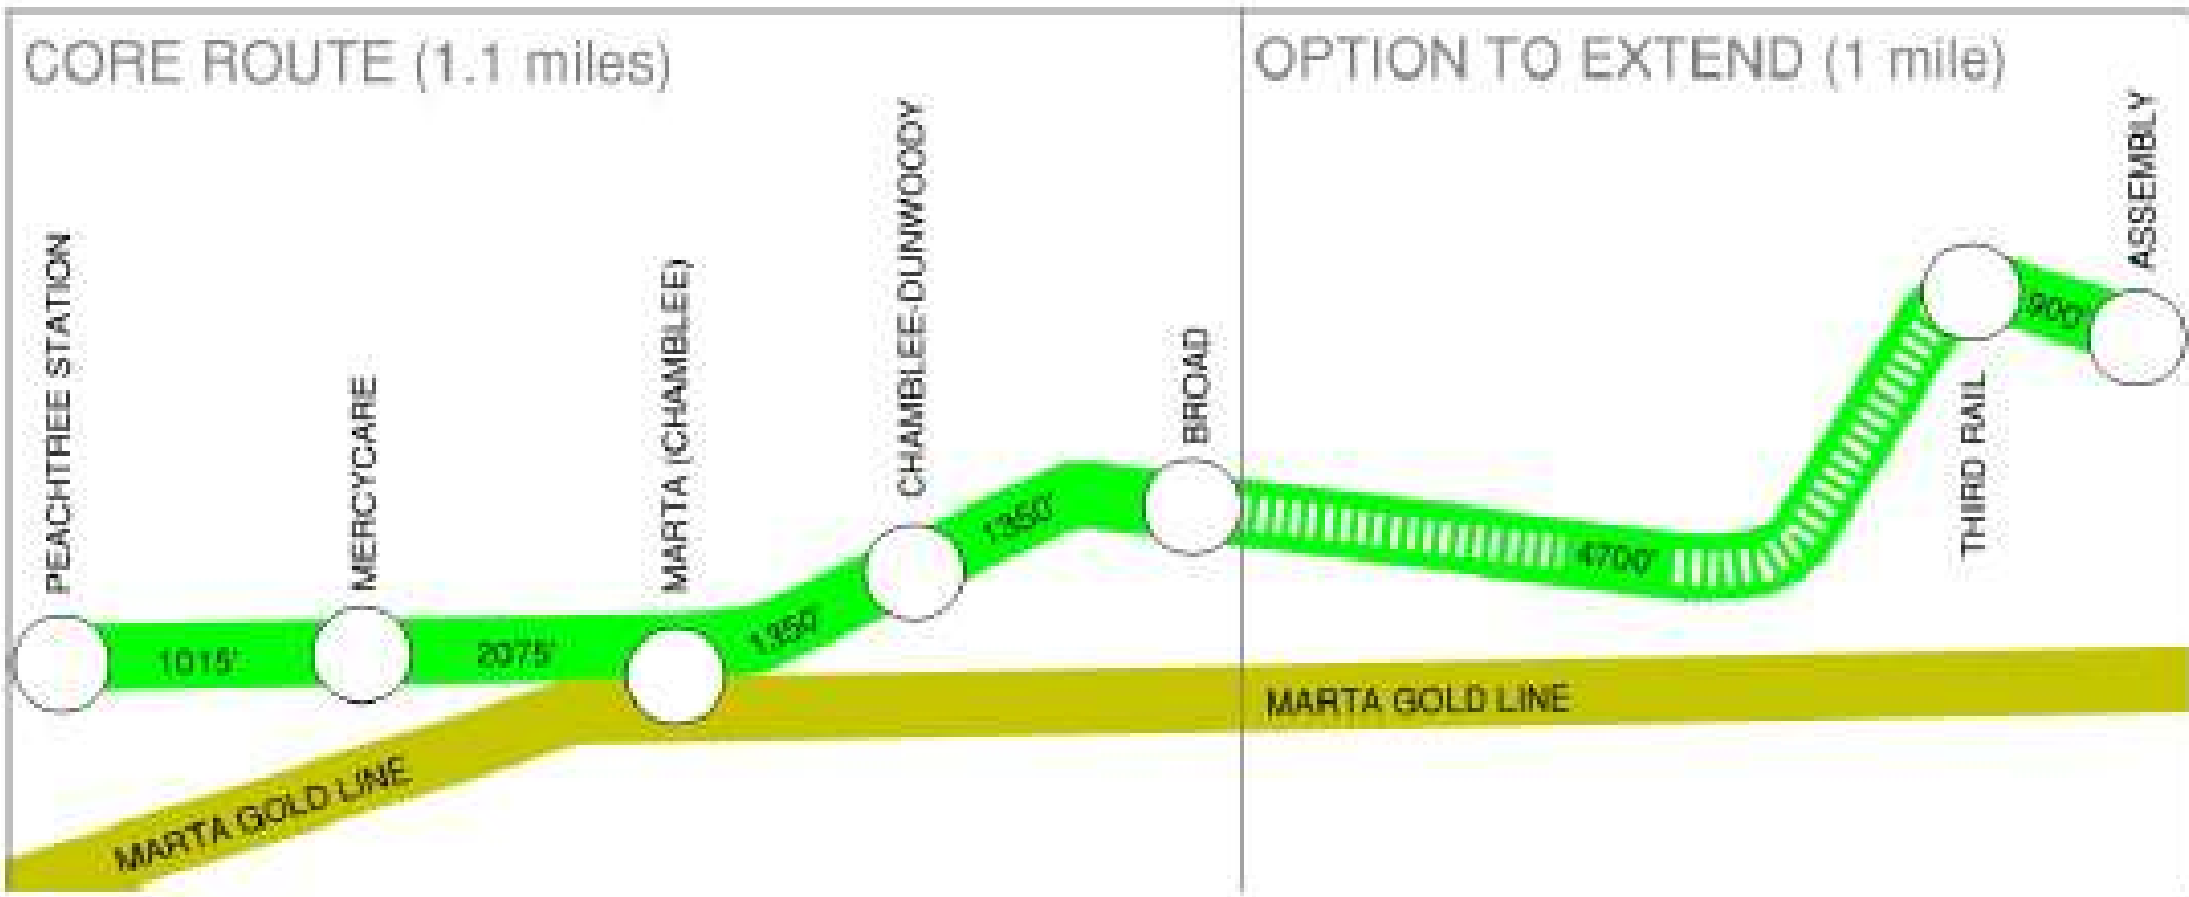 CORE ROUTE (1.1 miles)
OPTION TO EXTEND (1 mile)
PEACHTREE STATION
MERCYCARE
MARTA (CHAMBLEE)
CHAMBLEE-DUNWOODY
BROAD
THIRD RAIL
ASSEMBLY
1015'
2075'
1350'
1350'
4700'
900'
MARTA GOLD LINE
MARTA GOLD LINE